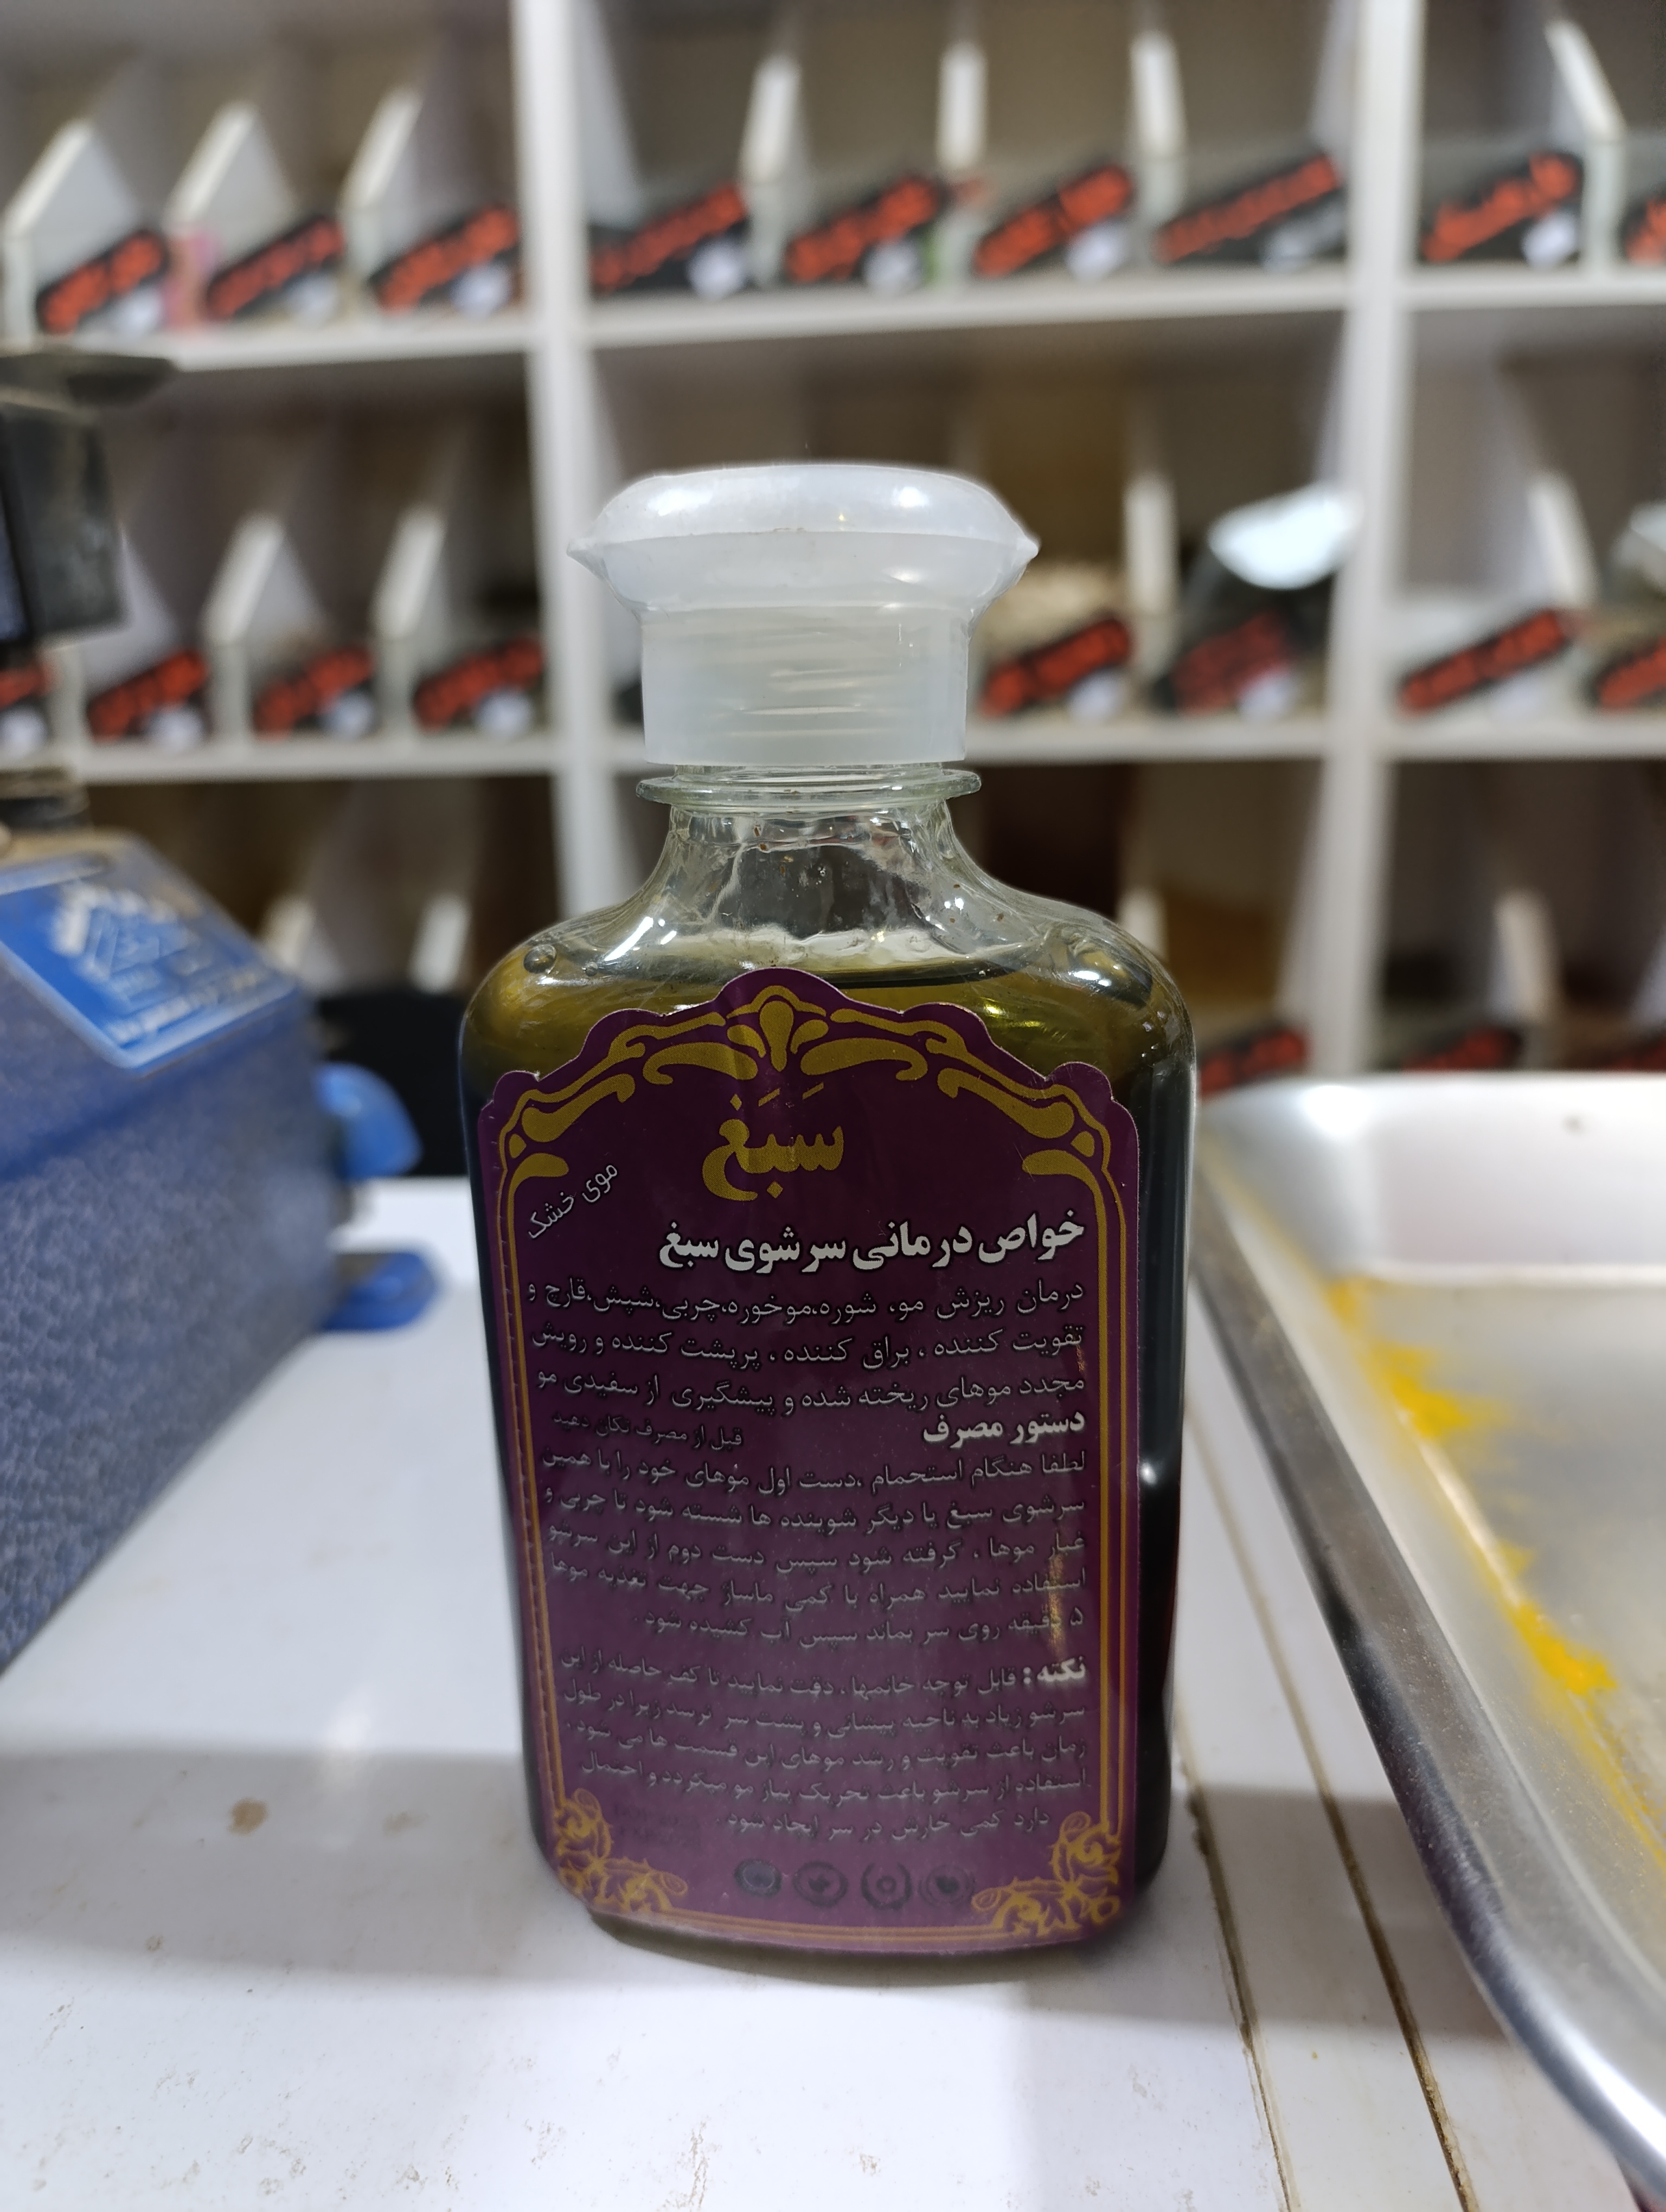 سِبَغ
موی خشک
خواص درمانی سرشوی سبغ
درمان ریزش مو، شوره،موخوره،چربی،شپش،قارچ و
تقویت کننده ، براق کننده ، پرپشت کننده و رویش
مجدد موهای ریخته شده و پیشگیری از سفیدی مو
دستور مصرف
قبل از مصرف تکان دهید
لطفا هنگام استحمام ،دست اول موهای خود را با همین
سرشوی سبغ یا دیگر شوینده ها شسته شود تا چربی و
غبار موها ، گرفته شود سپس دست دوم از این سرشو
استفاده نمایید همراه با کمی ماساژ جهت تغذیه موها
۵ دقیقه روی سر بماند سپس آب کشیده شود .
نکته : قابل توجه خانمها ، دقت نمایید تا کف حاصله از این
سرشو زیاد به ناحیه پیشانی و پشت سر نرسد زیرا در طول
زمان باعث تقویت و رشد موهای این قسمت ها می شود .
استفاده از سرشو باعث تحریک پیاز مو میگردد و احتمال
دارد کمی خارش در سر ایجاد شود .